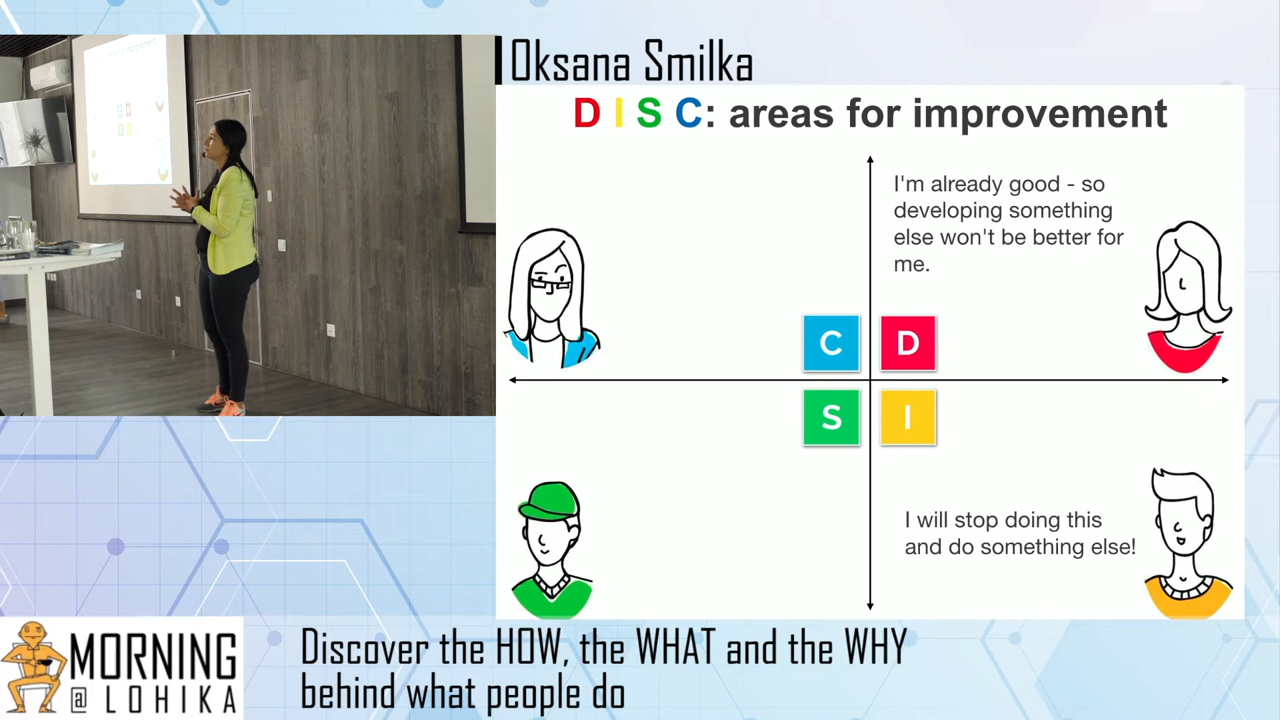 Oksana Smilka
D I S C: areas for improvement
I'm already good - so
developing something
else won't be better for
me.
C
D
S
I
I will stop doing this
and do something else!
MORNING
@ LOHIKA
Discover the HOW, the WHAT and the WHY
behind what people do